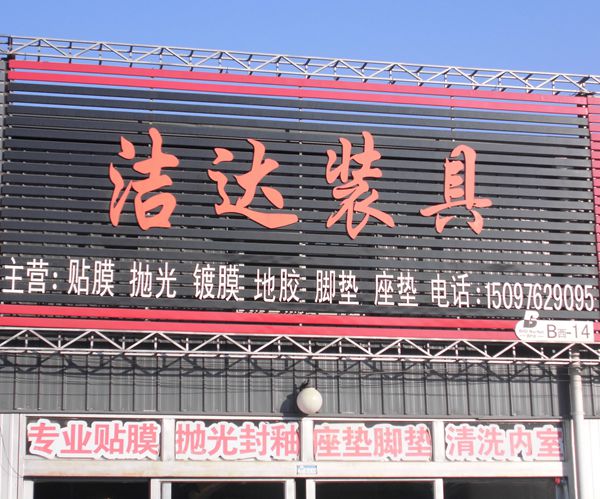 洁达装具
主营：贴膜 抛光 镀膜 地胶 脚垫 座垫 电话：15097629095
B西-14
专业贴膜 抛光封釉 座垫脚垫 清洗内室